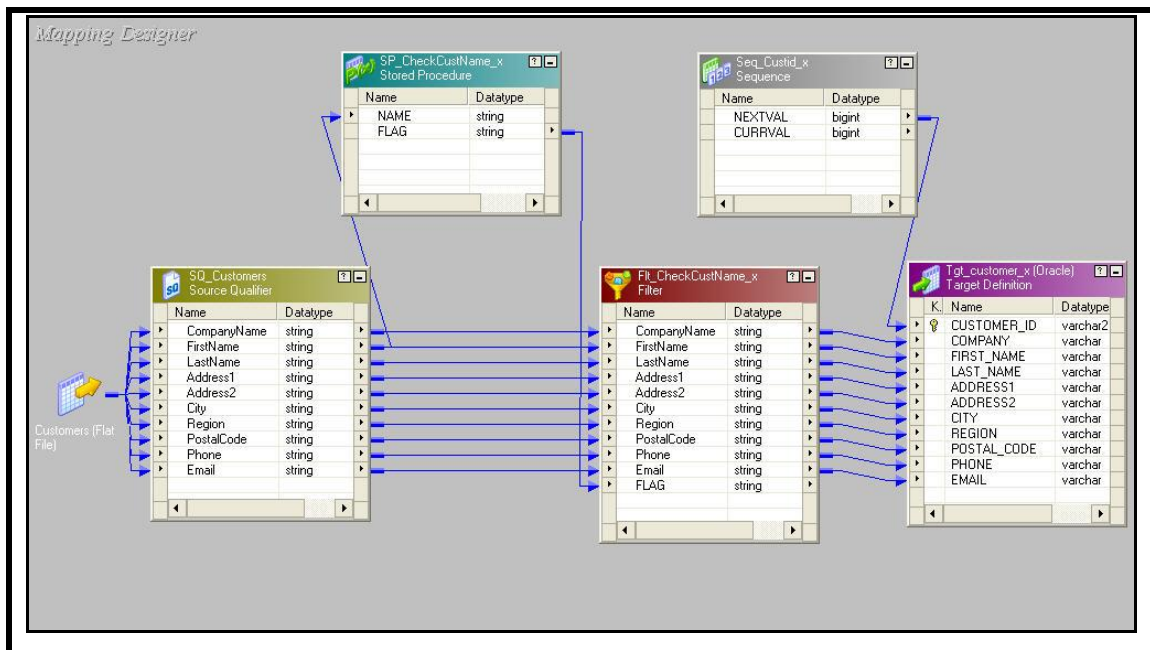 Mapping Designer
SP_CheckCustName_x
Stored Procedure
Name Datatype
NAME string
FLAG string
Seq_Custid_x
Sequence
Name Datatype
NEXTVAL bigint
CURRVAL bigint
Customers (Flat
File)
SQ_Customers
Source Qualifier
Name Datatype
CompanyName string
FirstName string
LastName string
Address1 string
Address2 string
City string
Region string
PostalCode string
Phone string
Email string
Flt_CheckCustName_x
Filter
Name Datatype
CompanyName string
FirstName string
LastName string
Address1 string
Address2 string
City string
Region string
PostalCode string
Phone string
Email string
FLAG string
Tgt_customer_x (Oracle)
Target Definition
K. Name Datatype
CUSTOMER_ID varchar2
COMPANY varchar
FIRST_NAME varchar
LAST_NAME varchar
ADDRESS1 varchar
ADDRESS2 varchar
CITY varchar
REGION varchar
POSTAL_CODE varchar
PHONE varchar
EMAIL varchar